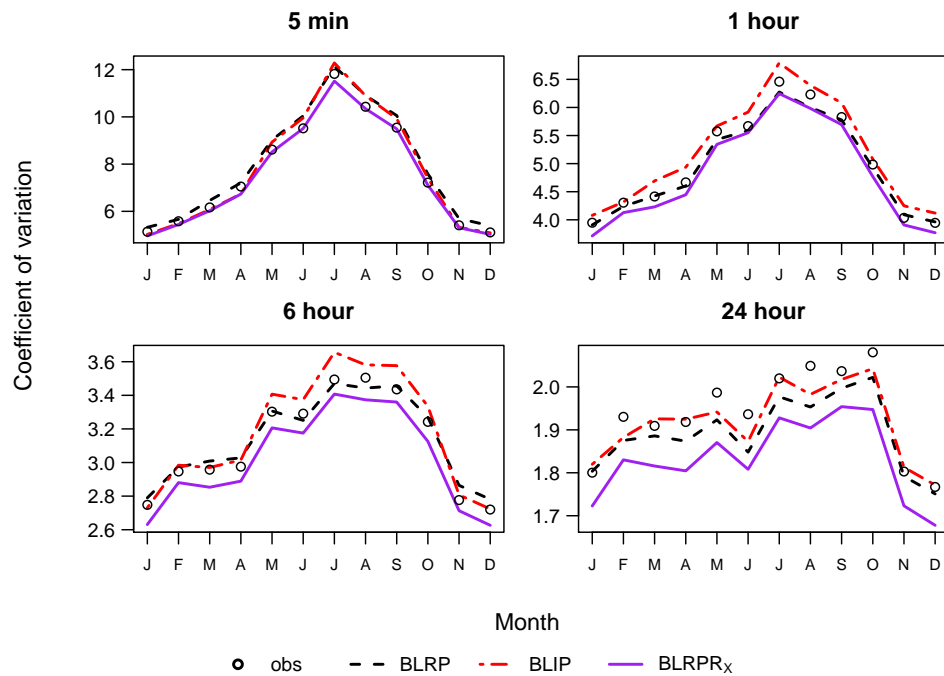 5 min
1 hour
12
10
8
6
6.5
6.0
5.5
5.0
4.5
4.0
J F M A M J J A S O N D
J F M A M J J A S O N D
Coefficient of variation
6 hour
24 hour
3.6
3.4
3.2
3.0
2.8
2.6
2.0
1.9
1.8
1.7
J F M A M J J A S O N D
J F M A M J J A S O N D
Month
obs BLRP BLIP BLRPRX